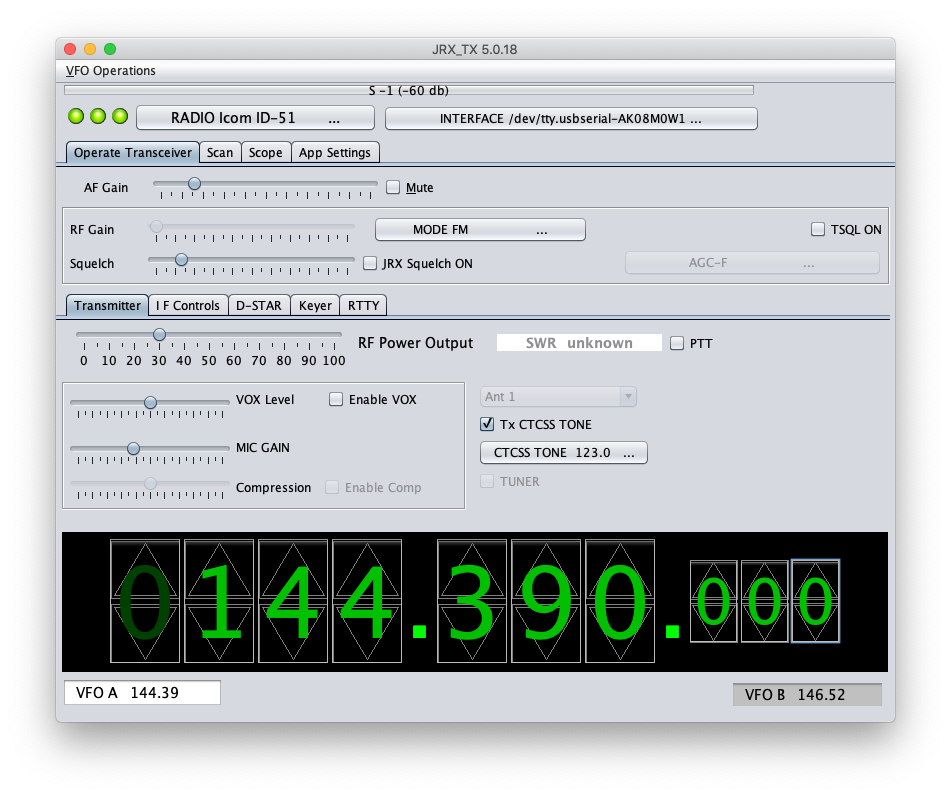 JRX_TX 5.0.18
VFO Operations
S -1 (-60 db)
RADIO Icom ID-51 ...
INTERFACE /dev/tty.usbserial-AK08M0W1 ...
Operate Transceiver Scan Scope App Settings
AF Gain Mute
RF Gain MODE FM ... TSQL ON
Squelch JRX Squelch ON AGC-F ...
Transmitter I F Controls D-STAR Keyer RTTY
RF Power Output SWR unknown PTT
0 10 20 30 40 50 60 70 80 90 100
VOX Level Enable VOX Ant 1
Tx CTCSS TONE
MIC GAIN CTCSS TONE 123.0 ...
Compression Enable Comp TUNER
0144.390.000
VFO A 144.39 VFO B 146.52